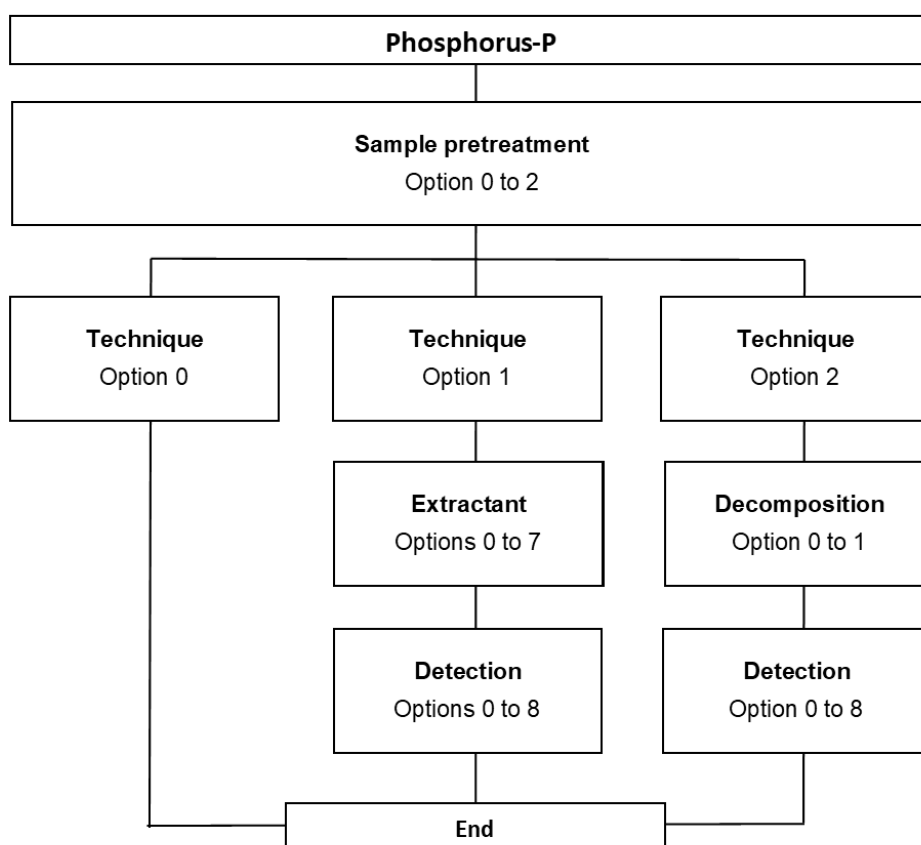 Phosphorus-P
Sample pretreatment
Option 0 to 2
Technique
Option 0
Technique
Option 1
Technique
Option 2
Extractant
Options 0 to 7
Decomposition
Option 0 to 1
Detection
Options 0 to 8
Detection
Option 0 to 8
End